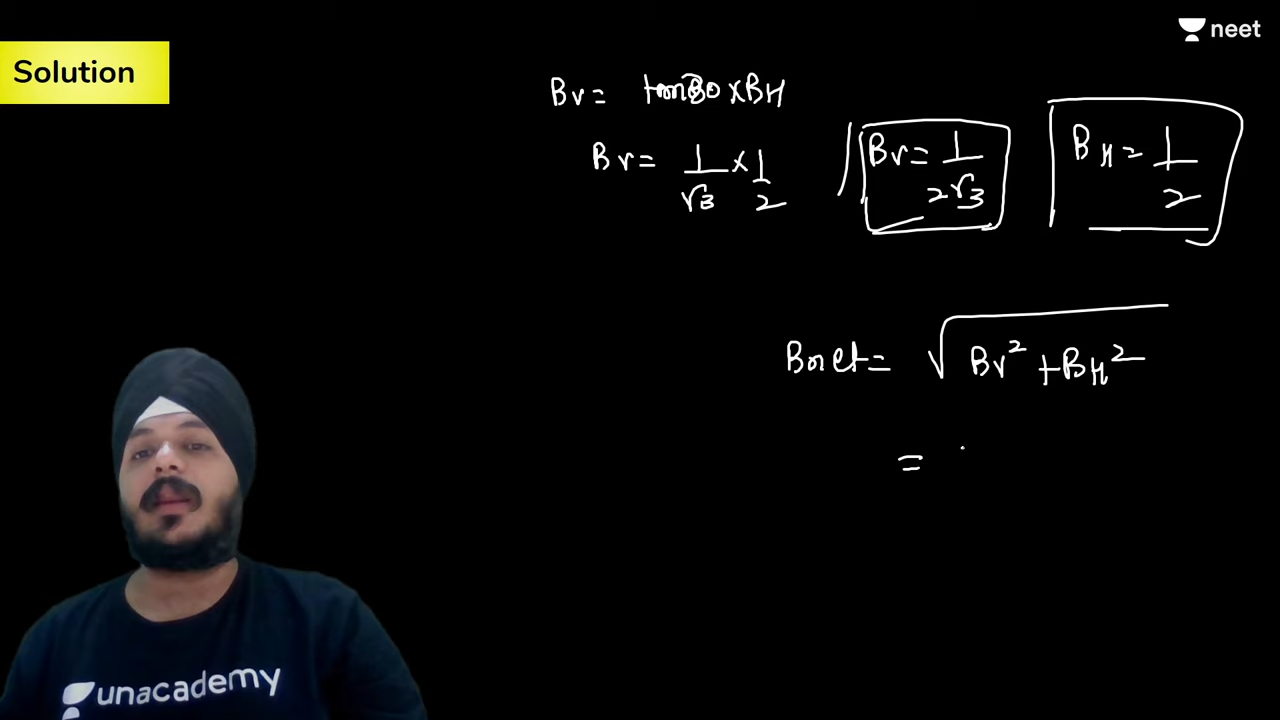 neet
Solution
Bv = tan30 × BH
Bv = 1/√3 × 1/2
Bv = 1/2√3
BH = 1/2
Bnet = √(Bv² + BH²)
=
unacademy